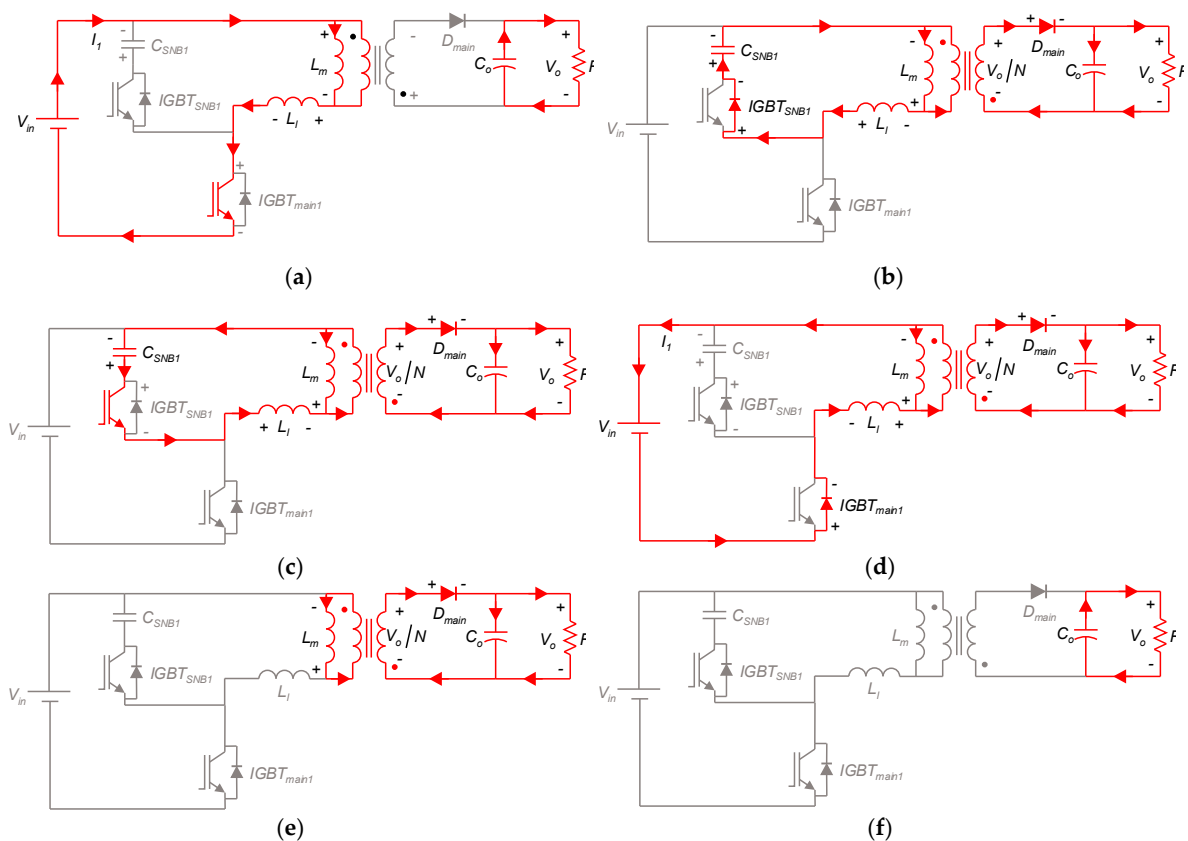 I1
CSNB1
IGBTSNB1
Vin
Lm
Ll
IGBTmain1
Dmain
Co
Vo
(a)
CSNB1
IGBTSNB1
Vin
Lm
Ll
IGBTmain1
Vo/N
Dmain
Co
Vo
(b)
CSNB1
IGBTSNB1
Vin
Lm
Ll
IGBTmain1
Vo/N
Dmain
Co
Vo
(c)
I1
CSNB1
IGBTSNB1
Vin
Lm
Ll
IGBTmain1
Vo/N
Dmain
Co
Vo
(d)
CSNB1
IGBTSNB1
Vin
Lm
Ll
IGBTmain1
Vo/N
Dmain
Co
Vo
(e)
CSNB1
IGBTSNB1
Vin
Lm
Ll
IGBTmain1
Dmain
Co
Vo
(f)